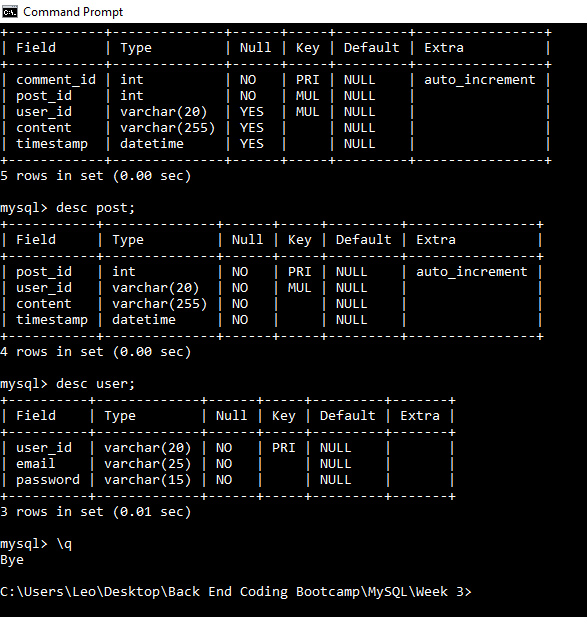 Command Prompt
+------------+--------------+------+-----+---------+----------------+
| Field      | Type         | Null | Key | Default | Extra          |
+------------+--------------+------+-----+---------+----------------+
| comment_id | int          | NO   | PRI | NULL    | auto_increment |
| post_id    | int          | NO   | MUL | NULL    |                |
| user_id    | varchar(20)  | YES  | MUL | NULL    |                |
| content    | varchar(255) | YES  |     | NULL    |                |
| timestamp  | datetime     | YES  |     | NULL    |                |
+------------+--------------+------+-----+---------+----------------+
5 rows in set (0.00 sec)
mysql> desc post;
+-----------+--------------+------+-----+---------+----------------+
| Field     | Type         | Null | Key | Default | Extra          |
+-----------+--------------+------+-----+---------+----------------+
| post_id   | int          | NO   | PRI | NULL    | auto_increment |
| user_id   | varchar(20)  | NO   | MUL | NULL    |                |
| content   | varchar(255) | NO   |     | NULL    |                |
| timestamp | datetime     | NO   |     | NULL    |                |
+-----------+--------------+------+-----+---------+----------------+
4 rows in set (0.00 sec)
mysql> desc user;
+----------+-------------+------+-----+---------+-------+
| Field    | Type        | Null | Key | Default | Extra |
+----------+-------------+------+-----+---------+-------+
| user_id  | varchar(20) | NO   | PRI | NULL    |       |
| email    | varchar(25) | NO   |     | NULL    |       |
| password | varchar(15) | NO   |     | NULL    |       |
+----------+-------------+------+-----+---------+-------+
3 rows in set (0.01 sec)
mysql> \q
Bye
C:\Users\Leo\Desktop\Back End Coding Bootcamp\MySQL\Week 3>